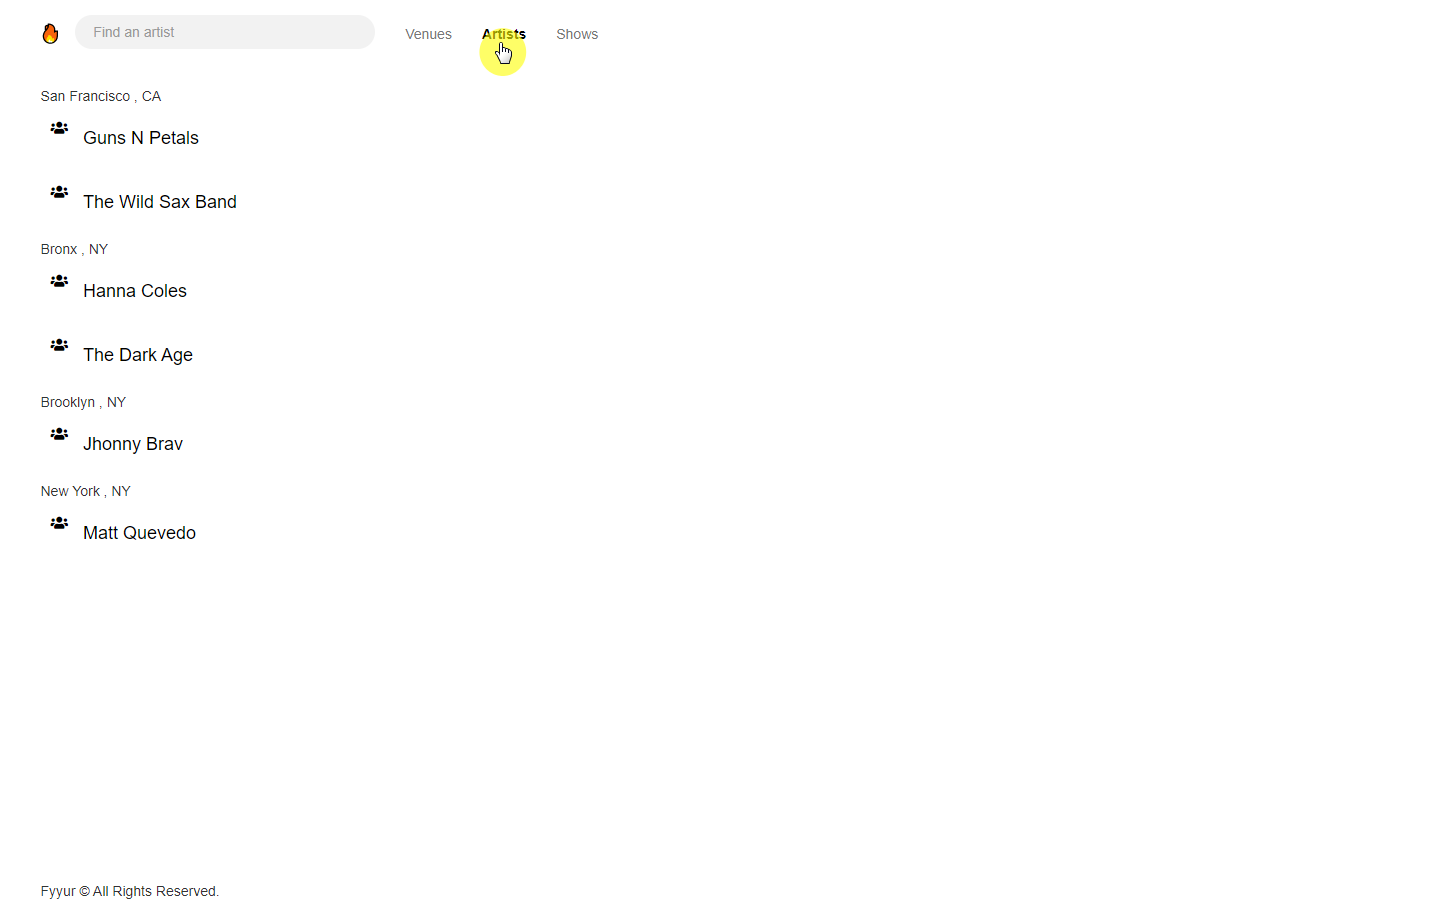 Find an artist
Venues
Artists
Shows
San Francisco , CA
Guns N Petals
The Wild Sax Band
Bronx , NY
Hanna Coles
The Dark Age
Brooklyn , NY
Jhonny Brav
New York , NY
Matt Quevedo
Fyyur © All Rights Reserved.